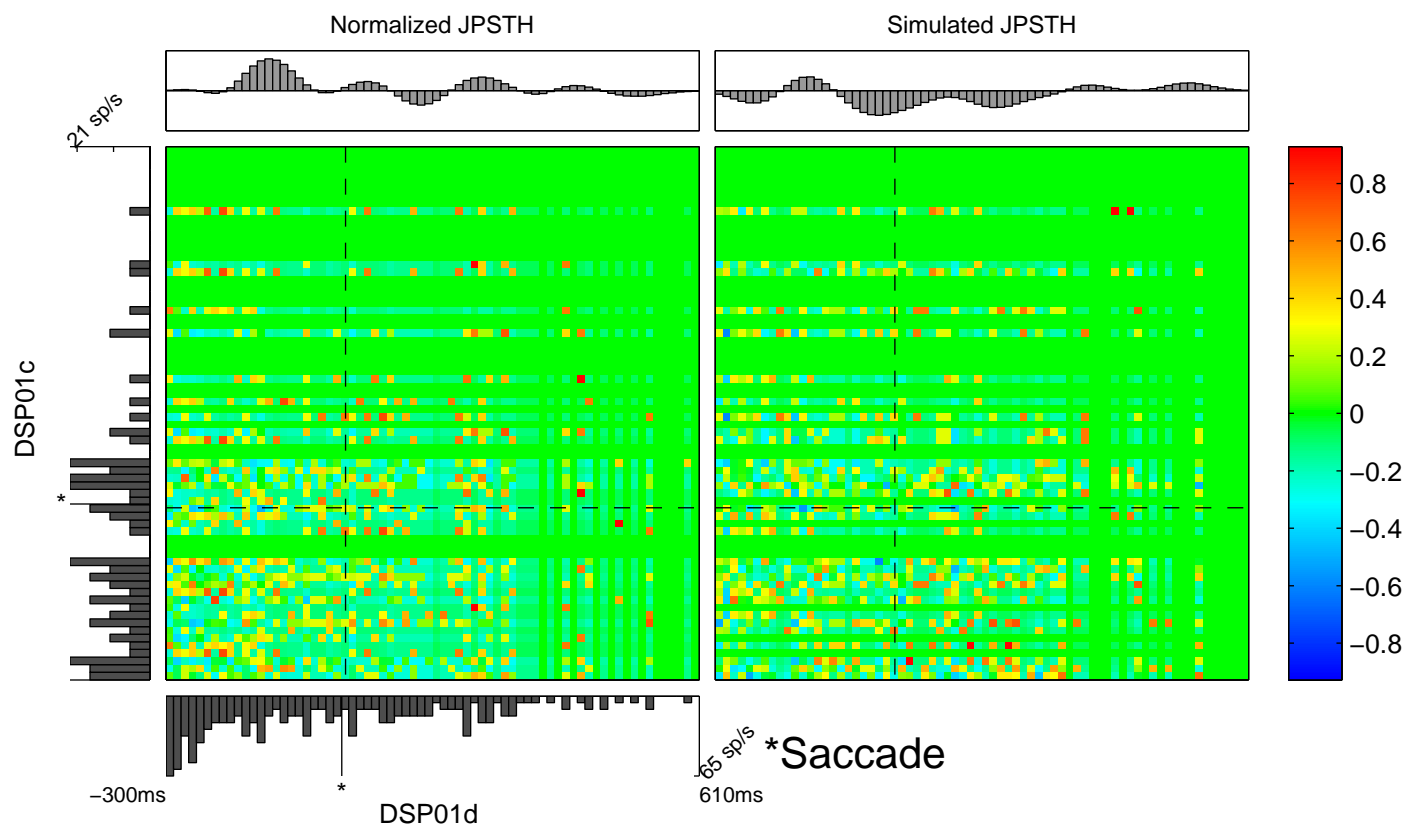 Normalized JPSTH
Simulated JPSTH
21 sp/s
DSP01c
*
0.8
0.6
0.4
0.2
0
−0.2
−0.4
−0.6
−0.8
65 sp/s
*Saccade
−300ms
*
610ms
DSP01d